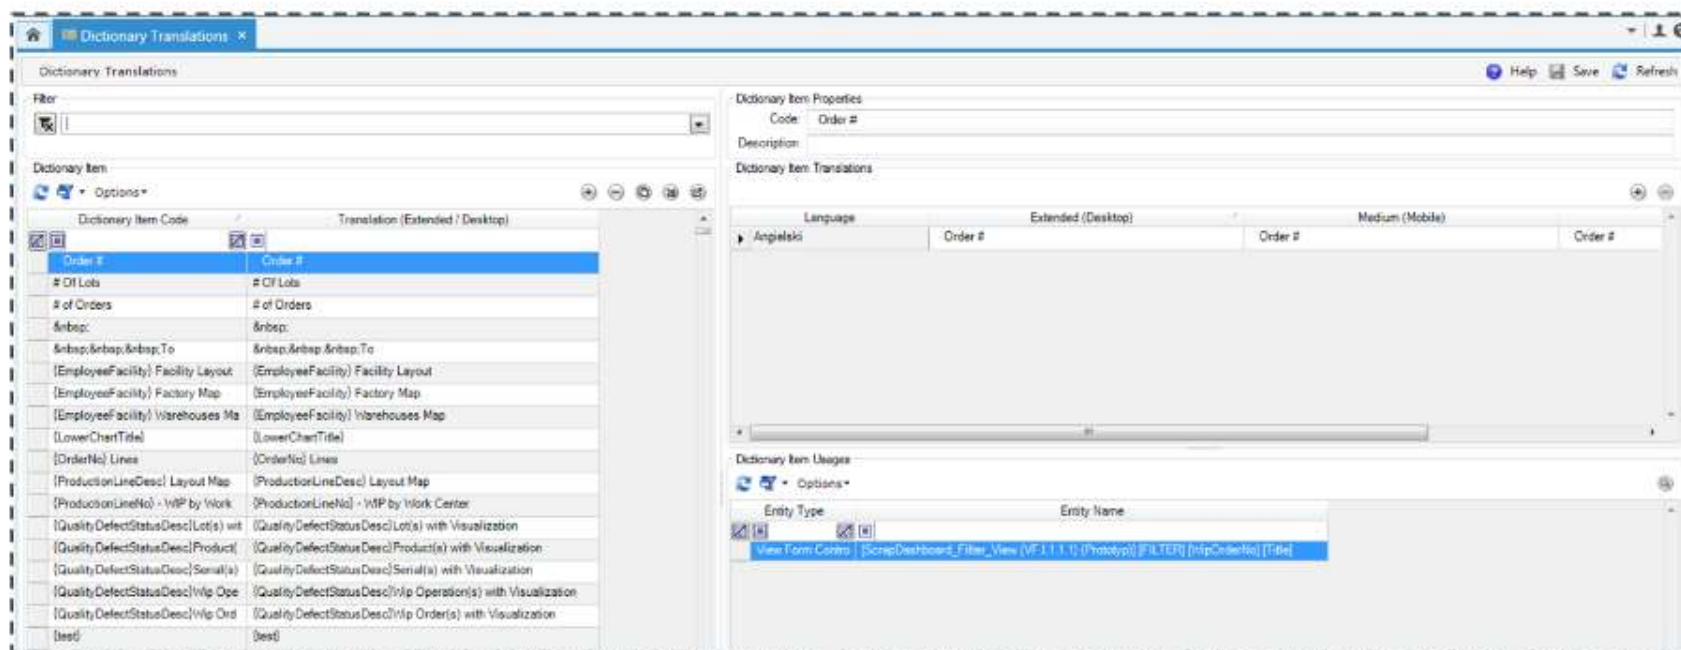 Dictionary Translations ×
Dictionary Translations
Help Save Refresh
Filter
Dictionary Item
Options
Dictionary Item Code Translation (Extended / Desktop)
Order # Order #
# Of Lots # Of Lots
# of Orders # of Orders
&nbsp; &nbsp;
&nbsp;&nbsp;&nbsp;To &nbsp;&nbsp;&nbsp;To
{EmployeeFacility} Facility Layout {EmployeeFacility} Facility Layout
{EmployeeFacility} Factory Map {EmployeeFacility} Factory Map
{EmployeeFacility} Warehouses Ma {EmployeeFacility} Warehouses Map
{LowerChartTitle} {LowerChartTitle}
{OrderNo} Lines {OrderNo} Lines
{ProductionLineDesc} Layout Map {ProductionLineDesc} Layout Map
{ProductionLineNo} - WIP by Work {ProductionLineNo} - WIP by Work Center
{QualityDefectStatusDesc}Lot(s) wit {QualityDefectStatusDesc}Lot(s) with Visualization
{QualityDefectStatusDesc}Product( {QualityDefectStatusDesc}Product(s) with Visualization
{QualityDefectStatusDesc}Serial(s) {QualityDefectStatusDesc}Serial(s) with Visualization
{QualityDefectStatusDesc}Wip Ope {QualityDefectStatusDesc}Wip Operation(s) with Visualization
{QualityDefectStatusDesc}Wip Ord {QualityDefectStatusDesc}Wip Order(s) with Visualization
{test} {test}
Dictionary Item Properties
Code: Order #
Description:
Dictionary Item Translations
Language Extended (Desktop) Medium (Mobile)
Angielski Order # Order # Order #
Dictionary Item Usages
Options
Entity Type Entity Name
View Form Contro [ScrapDashboard_Filter_View (VF.I.1.1.1) (Prototyp)] [FILTER] [WipOrderNo] [Title]